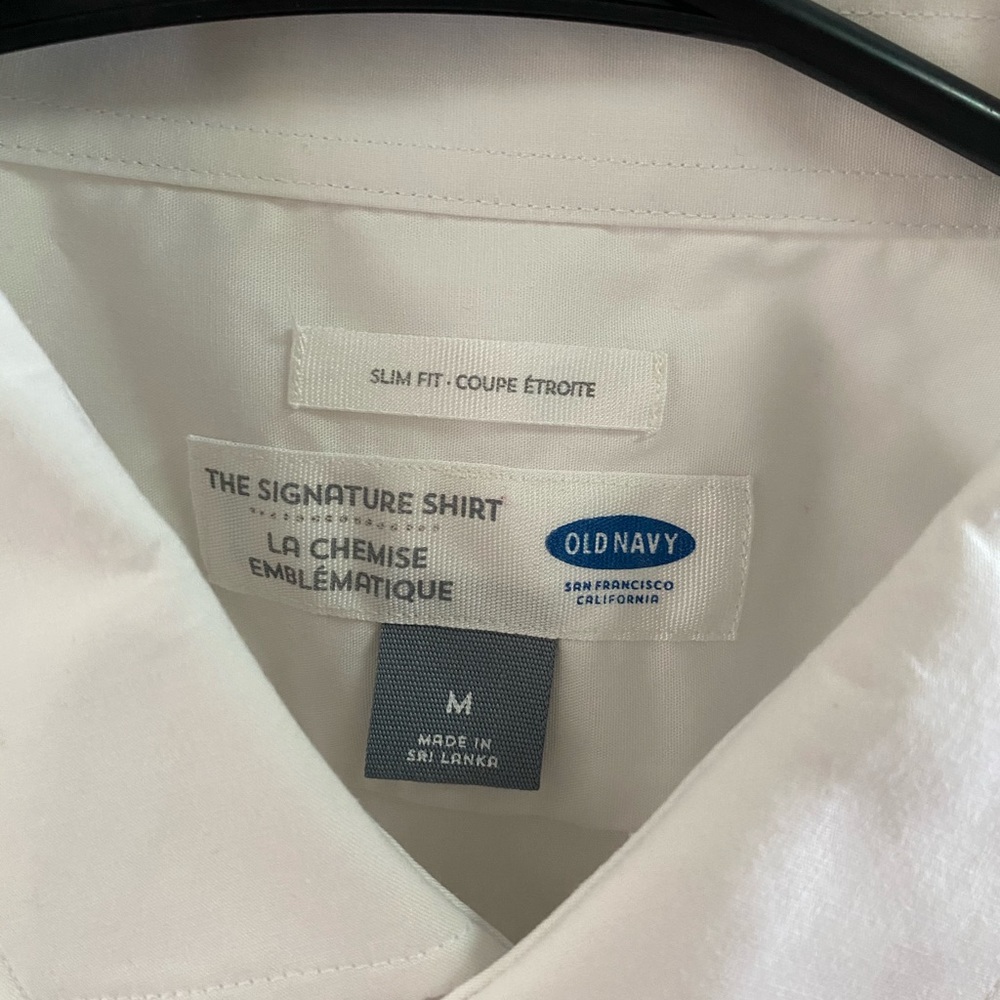 SLIM FIT · COUPE ÉTROITE
THE SIGNATURE SHIRT
LA CHEMISE
EMBLÉMATIQUE
OLD NAVY
SAN FRANCISCO
CALIFORNIA
M
MADE IN
SRI LANKA